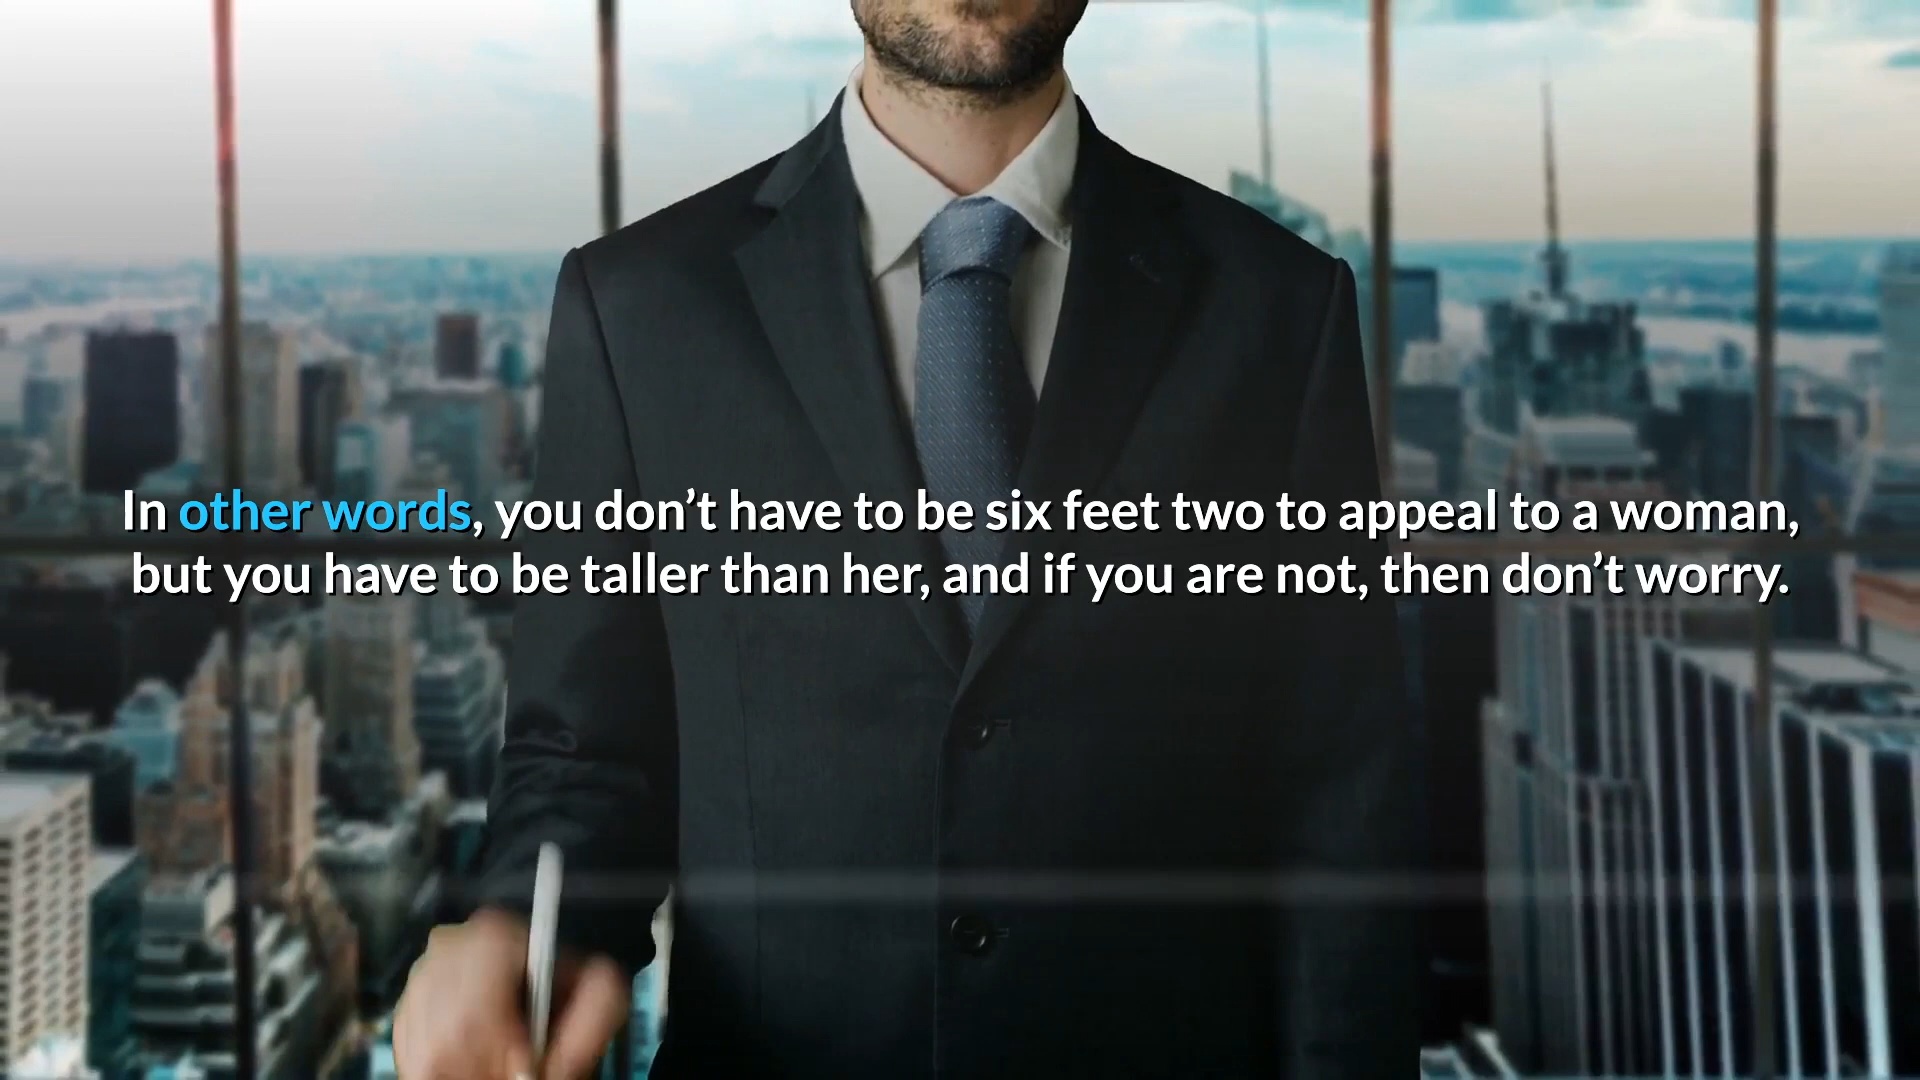 In other words, you don’t have to be six feet two to appeal to a woman,
but you have to be taller than her, and if you are not, then don’t worry.